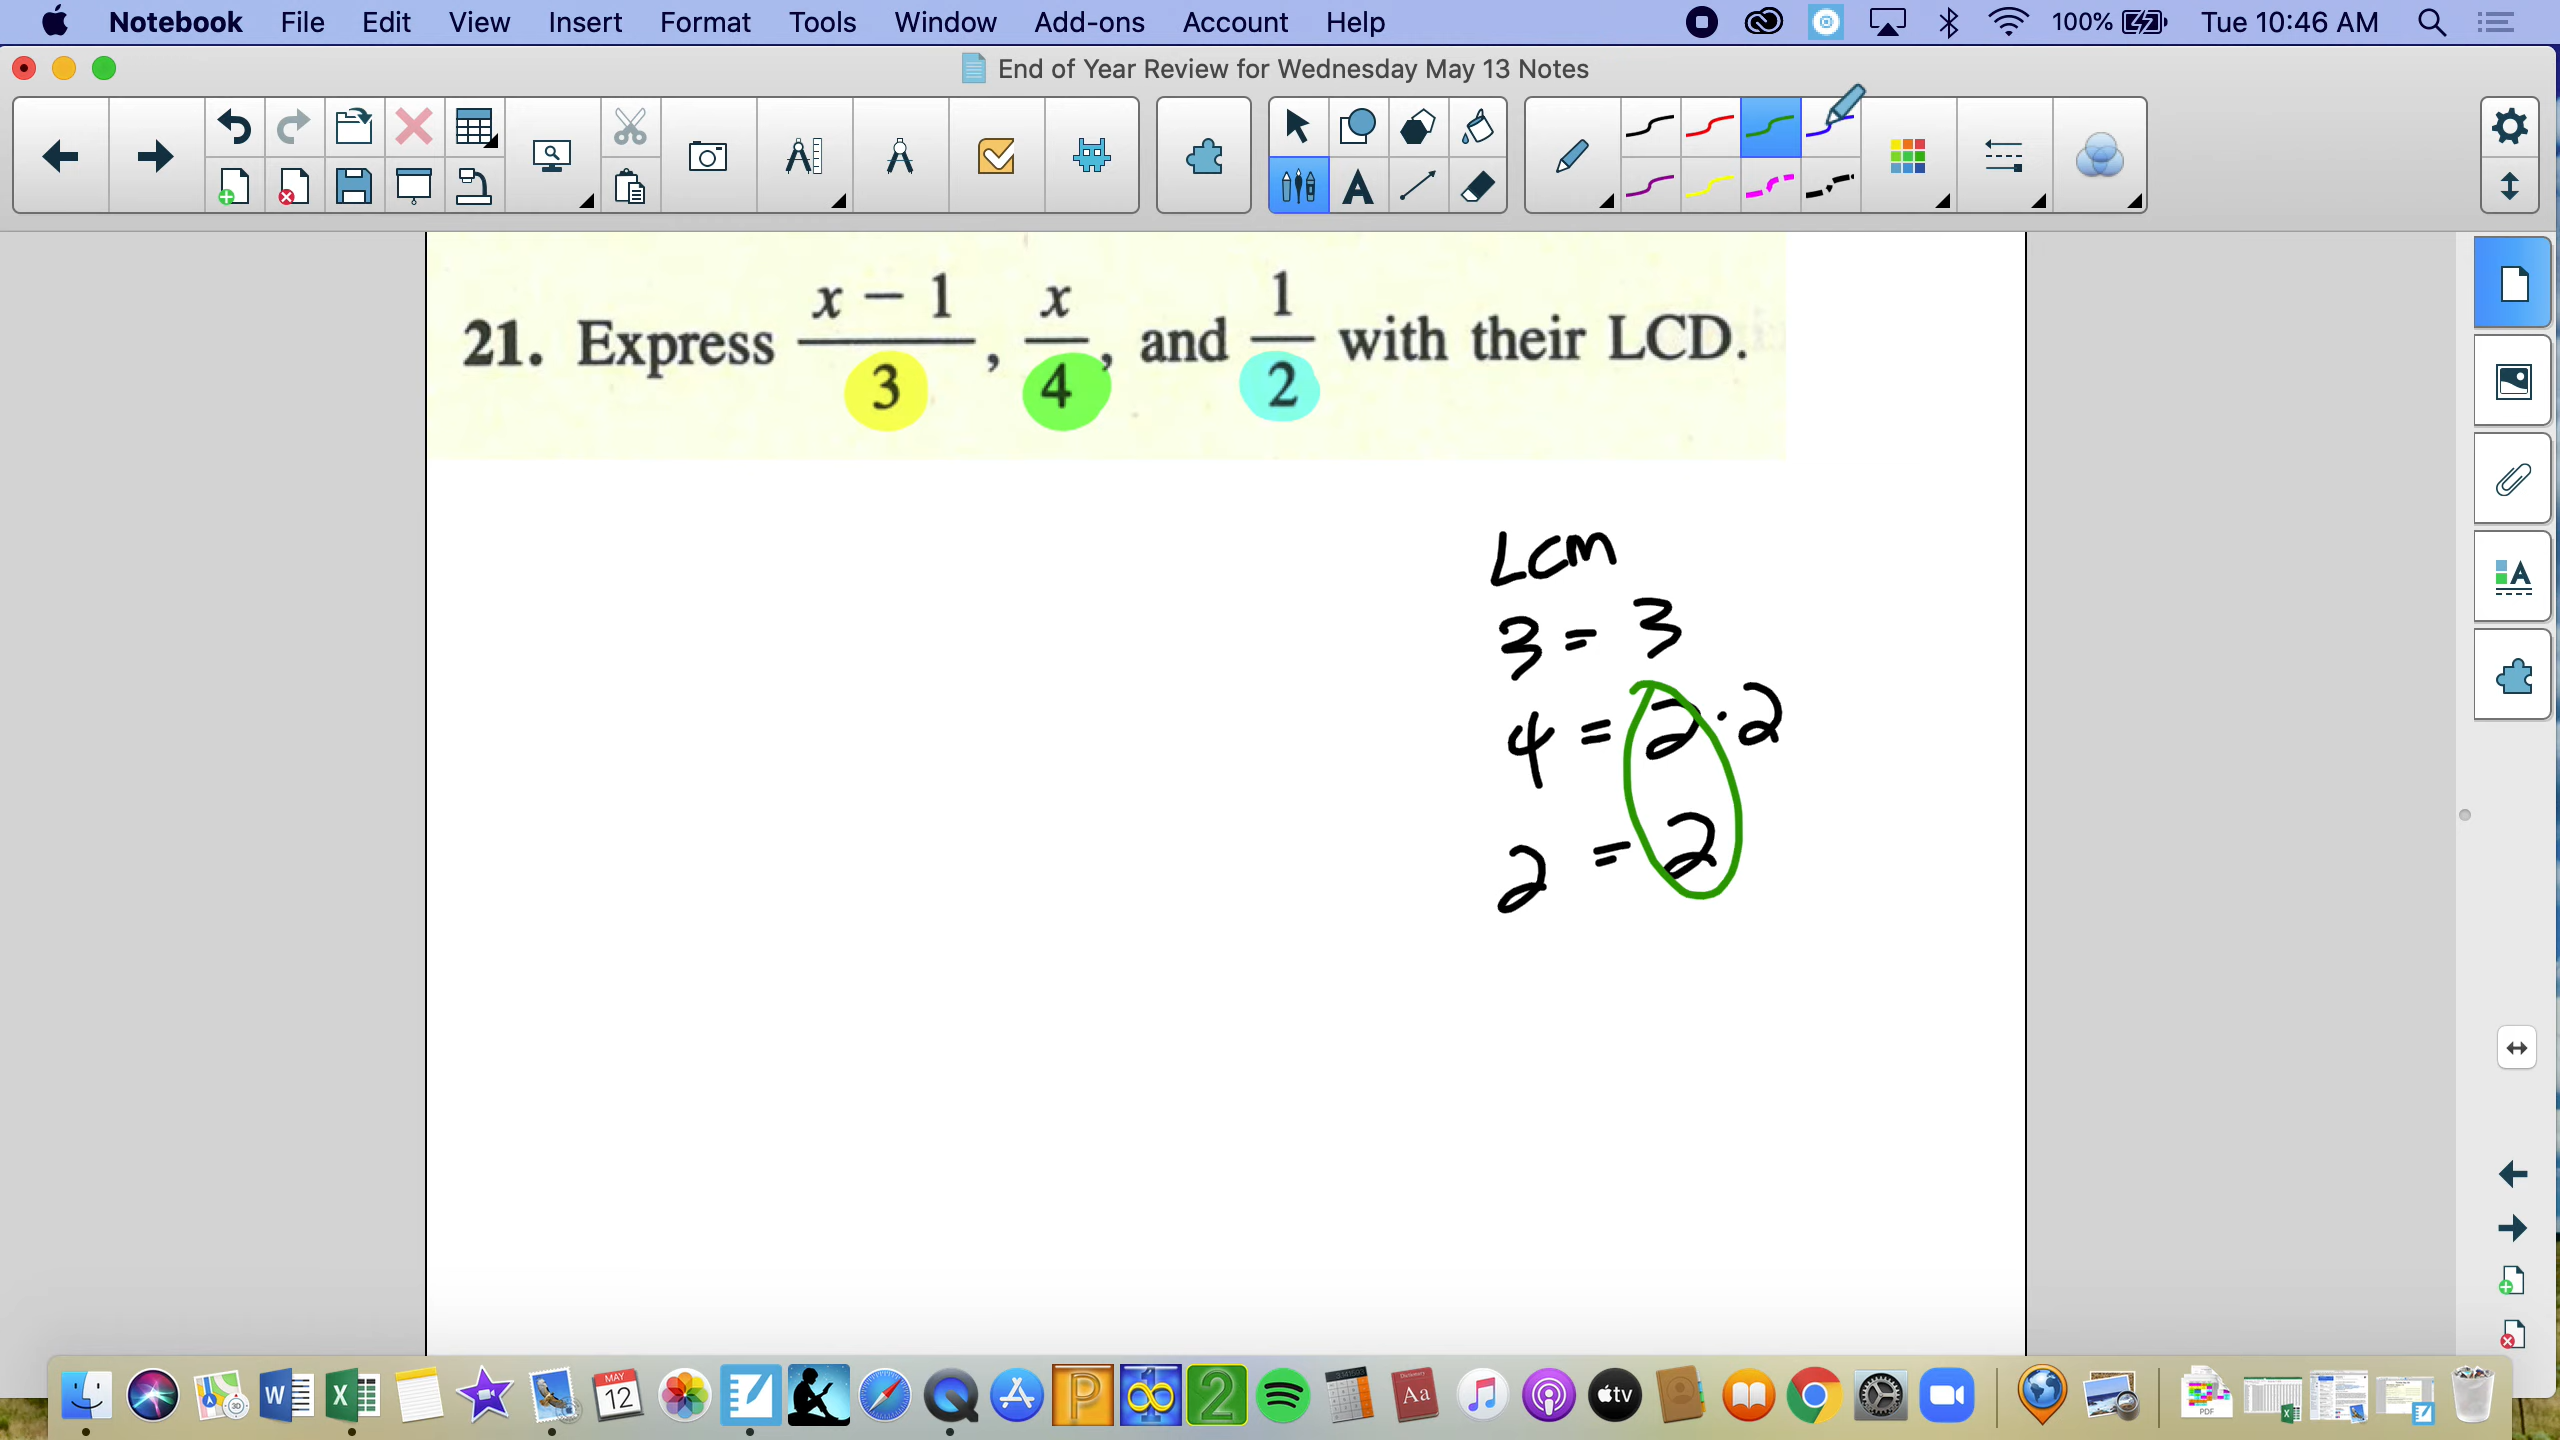 Notebook File Edit View Insert Format Tools Window Add-ons Account Help 100% Tue 10:46 AM
End of Year Review for Wednesday May 13 Notes
21. Express x − 1 / 3 , x / 4 , and 1 / 2 with their LCD.
LCM
3 = 3
4 = 2 · 2
2 = 2
MAY
12